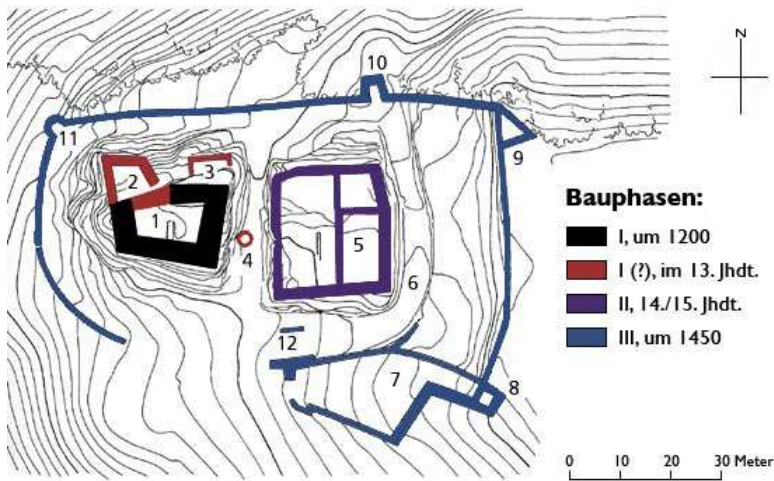 10
N
11
9
2
3
1
4
5
6
12
7
8
Bauphasen:
I, um 1200
I (?), im 13. Jhdt.
II, 14./15. Jhdt.
III, um 1450
0 10 20 30 Meter